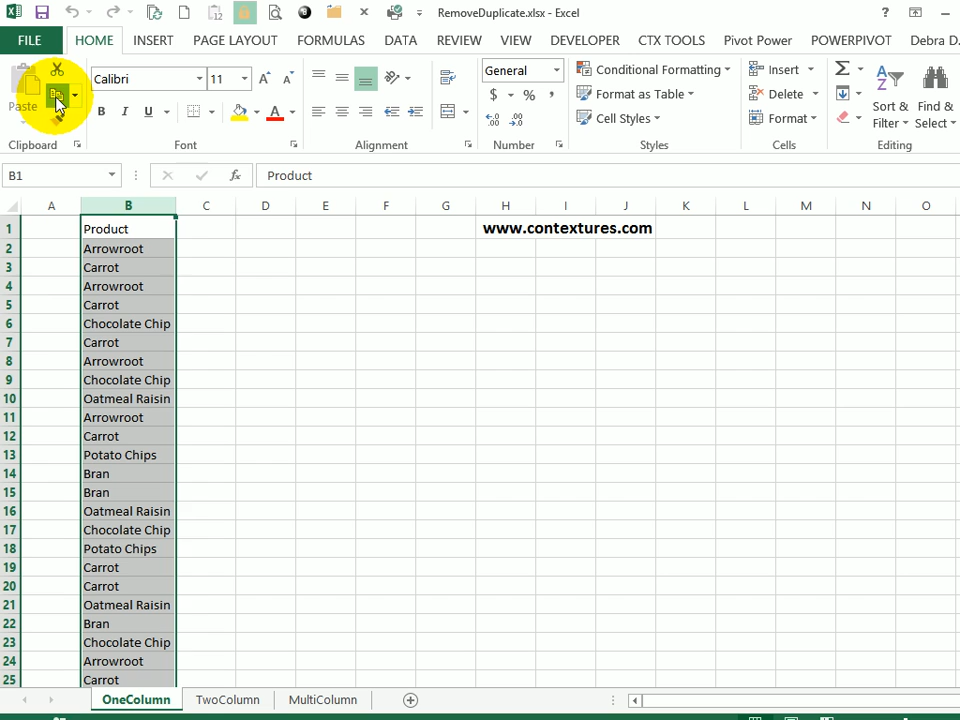 RemoveDuplicate.xlsx - Excel
FILE HOME INSERT PAGE LAYOUT FORMULAS DATA REVIEW VIEW DEVELOPER CTX TOOLS Pivot Power POWERPIVOT Debra D.
Paste
Calibri 11
B I U A
General
$ % ,
Conditional Formatting
Format as Table
Cell Styles
Insert
Delete
Format
Sort & Filter
Find & Select
Clipboard Font Alignment Number Styles Cells Editing
B1 fx Product
A B C D E F G H I J K L M N O
1 Product www.contextures.com
2 Arrowroot
3 Carrot
4 Arrowroot
5 Carrot
6 Chocolate Chip
7 Carrot
8 Arrowroot
9 Chocolate Chip
10 Oatmeal Raisin
11 Arrowroot
12 Carrot
13 Potato Chips
14 Bran
15 Bran
16 Oatmeal Raisin
17 Chocolate Chip
18 Potato Chips
19 Carrot
20 Carrot
21 Oatmeal Raisin
22 Bran
23 Chocolate Chip
24 Arrowroot
25 Carrot
OneColumn TwoColumn MultiColumn